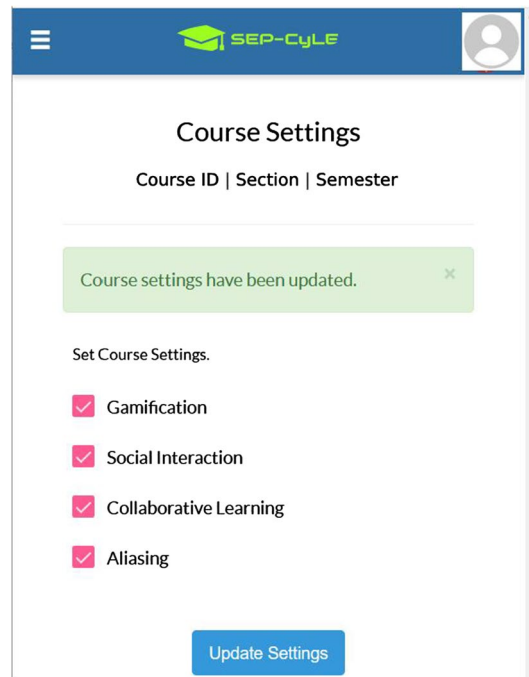 SEP-CyLE
Course Settings
Course ID | Section | Semester
Course settings have been updated. ×
Set Course Settings.
Gamification
Social Interaction
Collaborative Learning
Aliasing
Update Settings